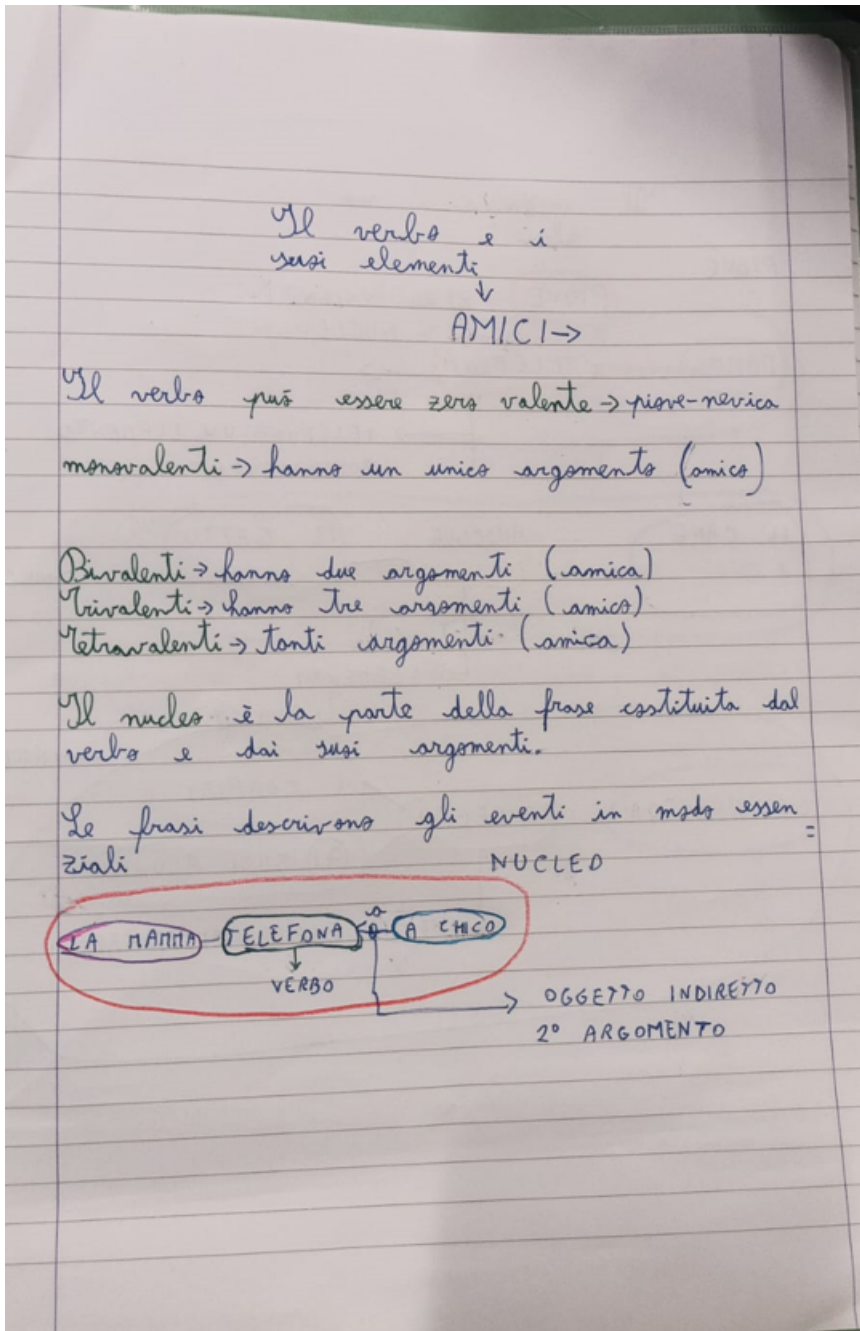 Il verbo e i
suoi elementi
↓
AMICI→
Il verbo può essere zero valente → piove-nevica
monovalenti → hanno un unico argomento (amico)
Bivalenti → hanno due argomenti (amica)
Trivalenti → hanno tre argomenti (amico)
Tetravalenti → tanti argomenti (amica)
Il nucleo è la parte della frase costituita dal
verbo e dai suoi argomenti.
Le frasi descrivono gli eventi in modo essen=
ziali NUCLEO
LA MAMMA TELEFONA A CHICO
VERBO
OGGETTO INDIRETTO
2° ARGOMENTO